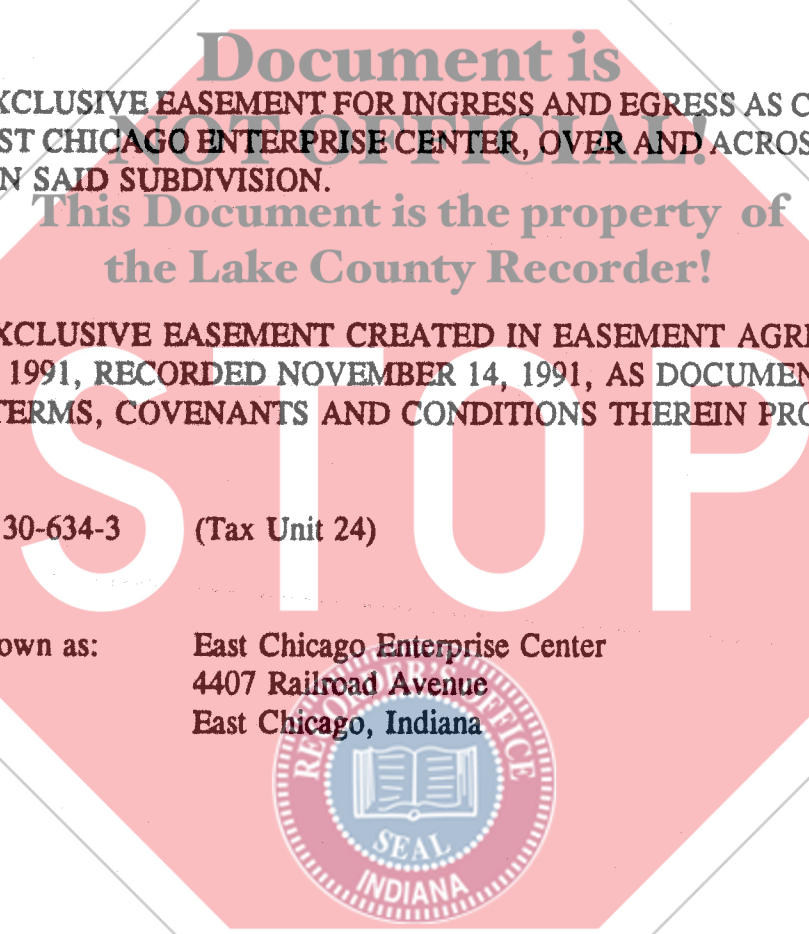 Document is
XCLUSIVE EASEMENT FOR INGRESS AND EGRESS AS C
ST CHICAGO ENTERPRISE CENTER, OVER AND ACROS
NOT OFFICIAL!
N SAID SUBDIVISION.
This Document is the property of
the Lake County Recorder!
XCLUSIVE EASEMENT CREATED IN EASEMENT AGRE
1991, RECORDED NOVEMBER 14, 1991, AS DOCUMEN
TERMS, COVENANTS AND CONDITIONS THEREIN PRO
STOP
30-634-3 (Tax Unit 24)
own as: East Chicago Enterprise Center
4407 Railroad Avenue
East Chicago, Indiana
RECORDER'S OFFICE
SEAL
INDIANA